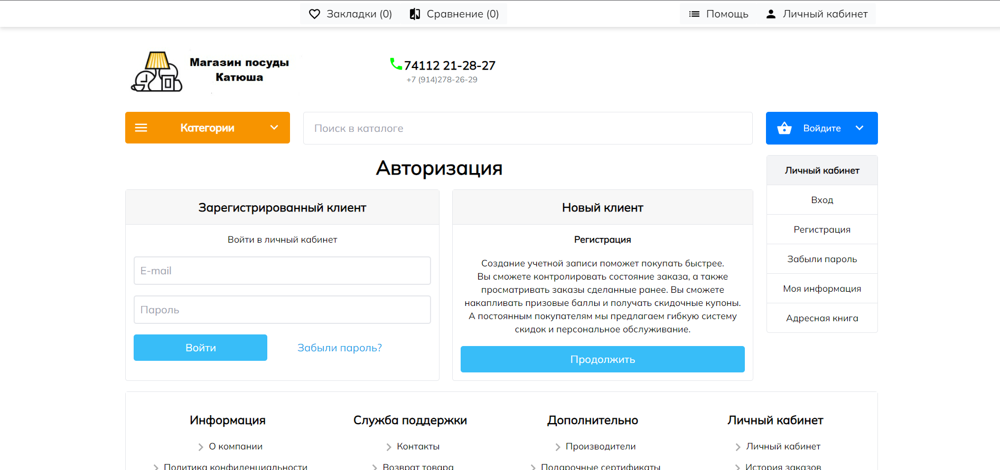 Закладки (0) Сравнение (0) Помощь Личный кабинет
Магазин посуды
Катюша
74112 21-28-27
+7 (914)278-26-29
Категории Поиск в каталоге Войдите
Авторизация
Зарегистрированный клиент
Войти в личный кабинет
E-mail
Пароль
Войти Забыли пароль?
Новый клиент
Регистрация
Создание учетной записи поможет покупать быстрее.
Вы сможете контролировать состояние заказа, а также
просматривать заказы сделанные ранее. Вы сможете
накапливать призовые баллы и получать скидочные купоны.
А постоянным покупателям мы предлагаем гибкую систему
скидок и персональное обслуживание.
Продолжить
Личный кабинет
Вход
Регистрация
Забыли пароль
Моя информация
Адресная книга
Информация Служба поддержки Дополнительно Личный кабинет
О компании Контакты Производители Личный кабинет
Политика конфиденциальности Возврат товара Подарочные сертификаты История заказов